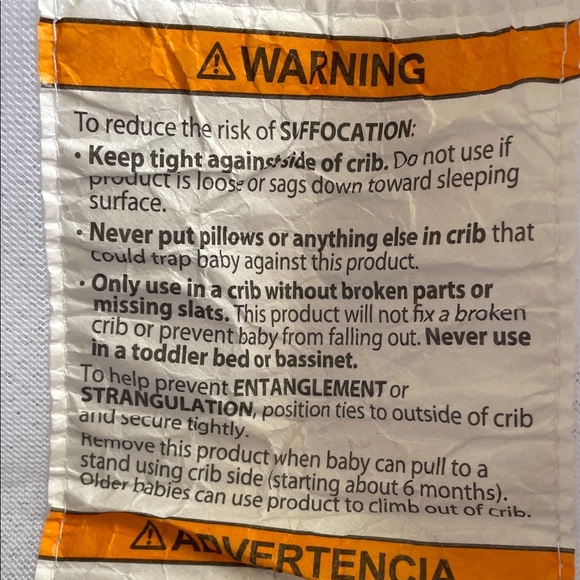 ⚠ WARNING
To reduce the risk of SUFFOCATION:
• Keep tight against side of crib. Do not use if
product is loose or sags down toward sleeping
surface.
• Never put pillows or anything else in crib that
could trap baby against this product.
• Only use in a crib without broken parts or
missing slats. This product will not fix a broken
crib or prevent baby from falling out. Never use
in a toddler bed or bassinet.
To help prevent ENTANGLEMENT or
STRANGULATION, position ties to outside of crib
and secure tightly.
Remove this product when baby can pull to a
stand using crib side (starting about 6 months).
Older babies can use product to climb out of crib.
⚠ ADVERTENCIA